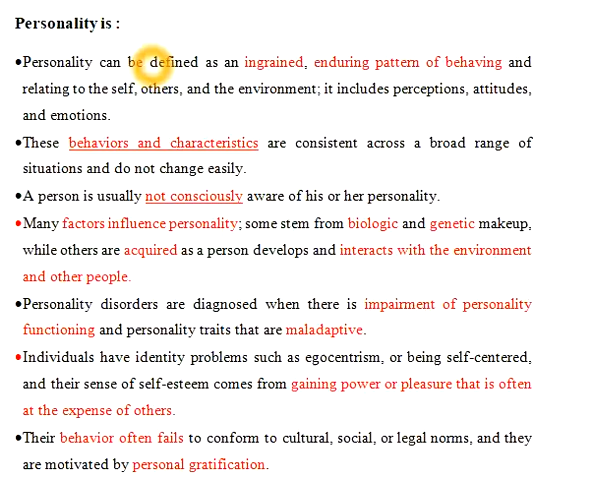 Personality is :
•Personality can be defined as an ingrained, enduring pattern of behaving and
relating to the self, others, and the environment; it includes perceptions, attitudes,
and emotions.
•These behaviors and characteristics are consistent across a broad range of
situations and do not change easily.
•A person is usually not consciously aware of his or her personality.
•Many factors influence personality; some stem from biologic and genetic makeup,
while others are acquired as a person develops and interacts with the environment
and other people.
•Personality disorders are diagnosed when there is impairment of personality
functioning and personality traits that are maladaptive.
•Individuals have identity problems such as egocentrism, or being self-centered,
and their sense of self-esteem comes from gaining power or pleasure that is often
at the expense of others.
•Their behavior often fails to conform to cultural, social, or legal norms, and they
are motivated by personal gratification.